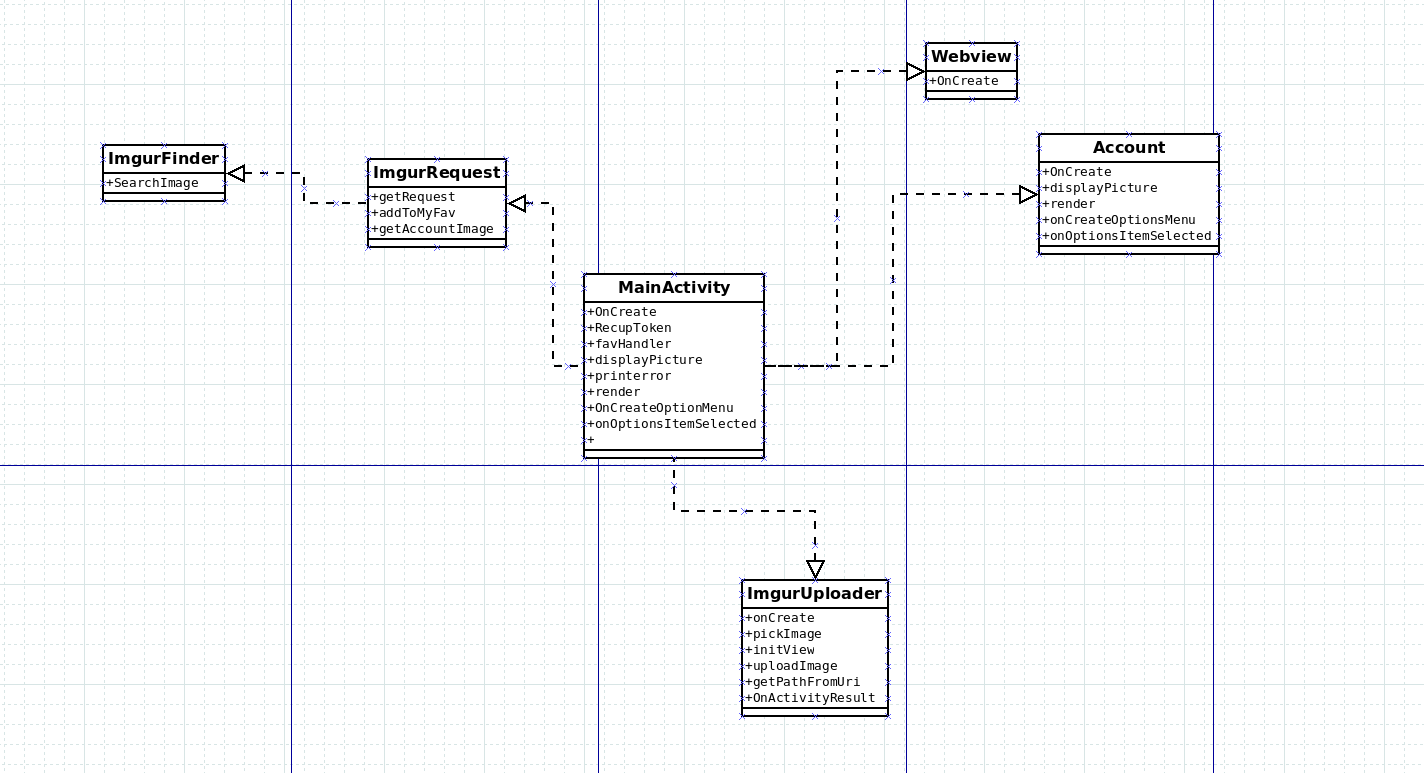 Webview
+OnCreate
Account
+OnCreate
+displayPicture
+render
+onCreateOptionsMenu
+onOptionsItemSelected
ImgurFinder
+SearchImage
ImgurRequest
+getRequest
+addToMyFav
+getAccountImage
MainActivity
+OnCreate
+RecupToken
+favHandler
+displayPicture
+printerror
+render
+OnCreateOptionMenu
+onOptionsItemSelected
+
ImgurUploader
+onCreate
+pickImage
+initView
+uploadImage
+getPathFromUri
+OnActivityResult